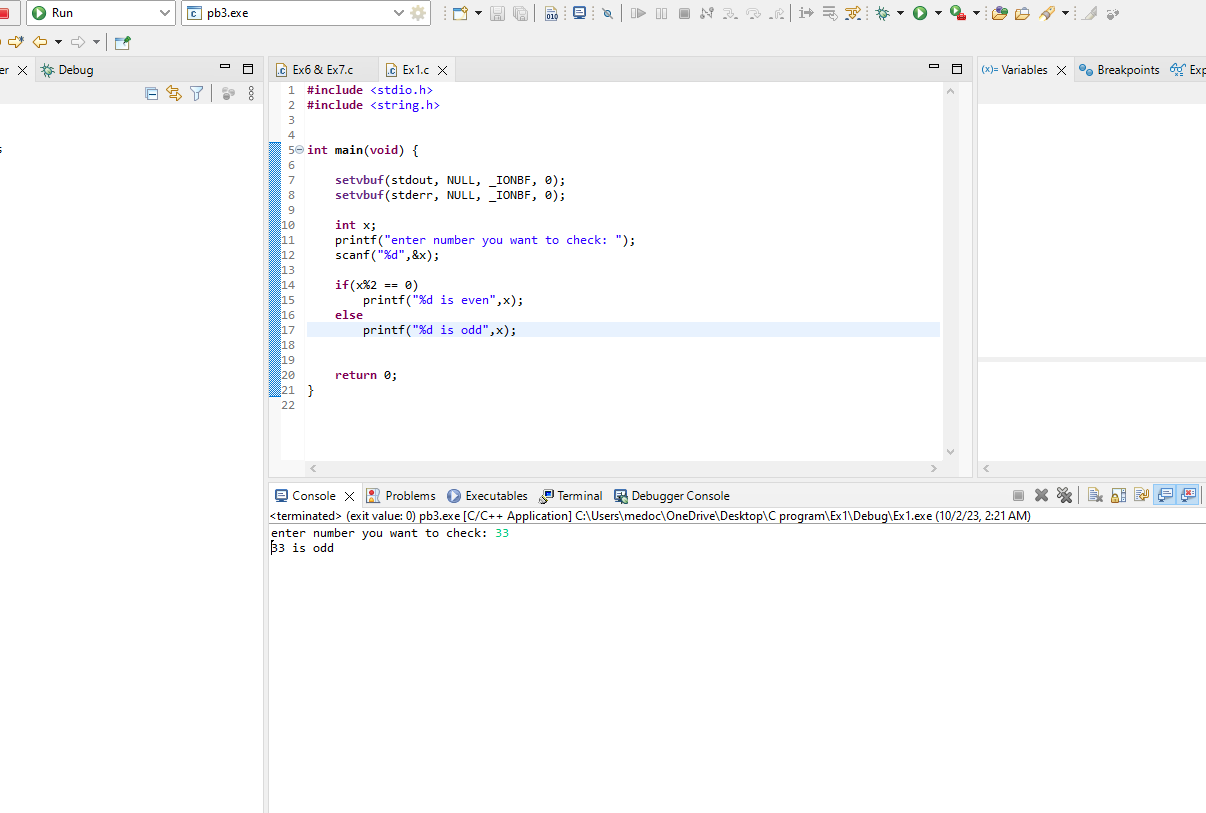 Run
pb3.exe
er
Debug
Ex6 & Ex7.c
Ex1.c
(x)= Variables
Breakpoints
Exp
s
1 #include <stdio.h>
2 #include <string.h>
3
4
5 int main(void) {
6
7 setvbuf(stdout, NULL, _IONBF, 0);
8 setvbuf(stderr, NULL, _IONBF, 0);
9
10 int x;
11 printf("enter number you want to check: ");
12 scanf("%d",&x);
13
14 if(x%2 == 0)
15 printf("%d is even",x);
16 else
17 printf("%d is odd",x);
18
19
20 return 0;
21 }
22
Console
Problems
Executables
Terminal
Debugger Console
<terminated> (exit value: 0) pb3.exe [C/C++ Application] C:\Users\medoc\OneDrive\Desktop\C program\Ex1\Debug\Ex1.exe (10/2/23, 2:21 AM)
enter number you want to check: 33
33 is odd